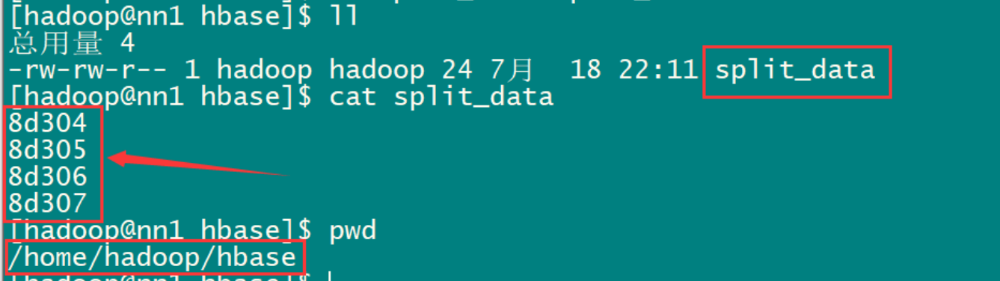 [hadoop@nn1 hbase]$ ll
总用量 4
-rw-rw-r-- 1 hadoop hadoop 24 7月  18 22:11 split_data
[hadoop@nn1 hbase]$ cat split_data
8d304
8d305
8d306
8d307
[hadoop@nn1 hbase]$ pwd
/home/hadoop/hbase
[hadoop@nn1 hbase]$